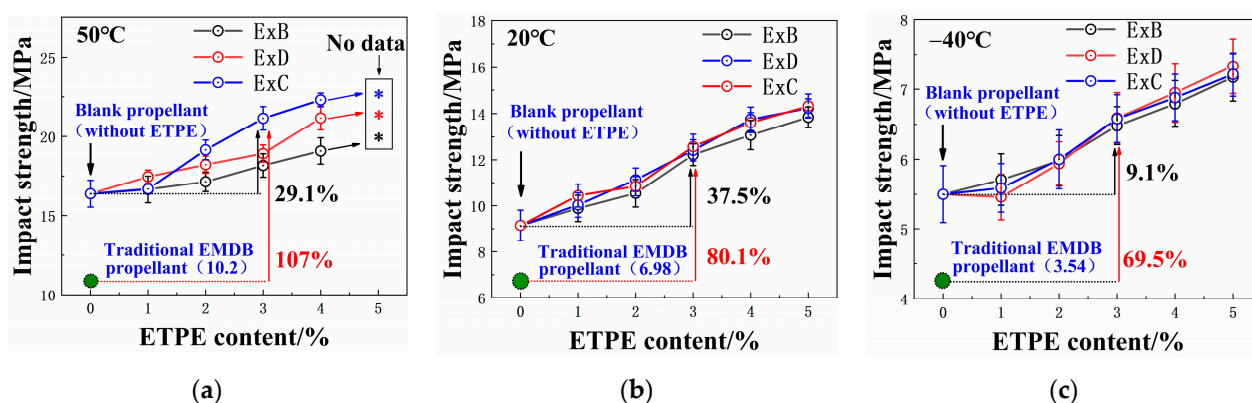 50℃
ExB
ExD
ExC
No data
*
*
*
Blank propellant
（without ETPE）
29.1%
Traditional EMDB
propellant（10.2）
107%
Impact strength/MPa
25
20
15
10
0 1 2 3 4 5
ETPE content/%
(a)
20℃
ExB
ExD
ExC
Blank propellant
（without ETPE）
37.5%
Traditional EMDB
propellant（6.98）
80.1%
Impact strength/MPa
18
16
14
12
10
8
6
0 1 2 3 4 5
ETPE content/%
(b)
−40℃
ExB
ExD
ExC
Blank propellant
（without ETPE）
9.1%
Traditional EMDB
propellant（3.54）
69.5%
Impact strength/MPa
8
7
6
5
4
0 1 2 3 4 5
ETPE content/%
(c)